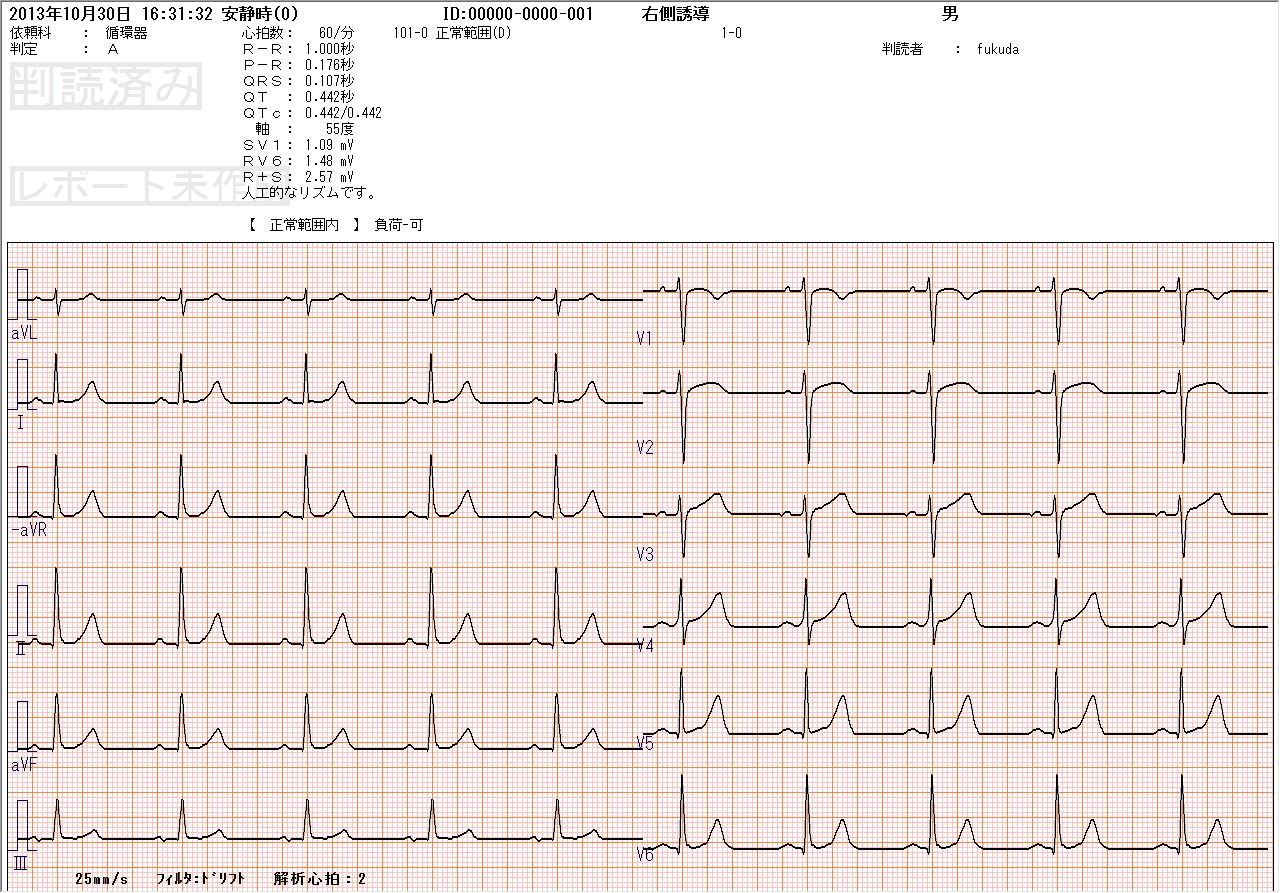 2013年10月30日 16:31:32 安静時(0) ID:00000-0000-001 右側誘導 男
依頼科 : 循環器 心拍数: 60/分 101-0 正常範囲(D) 1-0
判定 : A R-R: 1.000秒 判読者 : fukuda
判読済み
P-R: 0.176秒
QRS: 0.107秒
QT : 0.442秒
QTc: 0.442/0.442
軸 : 55度
SV1: 1.09 mV
RV6: 1.48 mV
レポート未作
R+S: 2.57 mV
人工的なリズムです。
【 正常範囲内 】 負荷-可
aVL
V1
I
V2
-aVR
V3
II
V4
aVF
V5
III
V6
25mm/s フィルタ:ドリフト 解析心拍:2